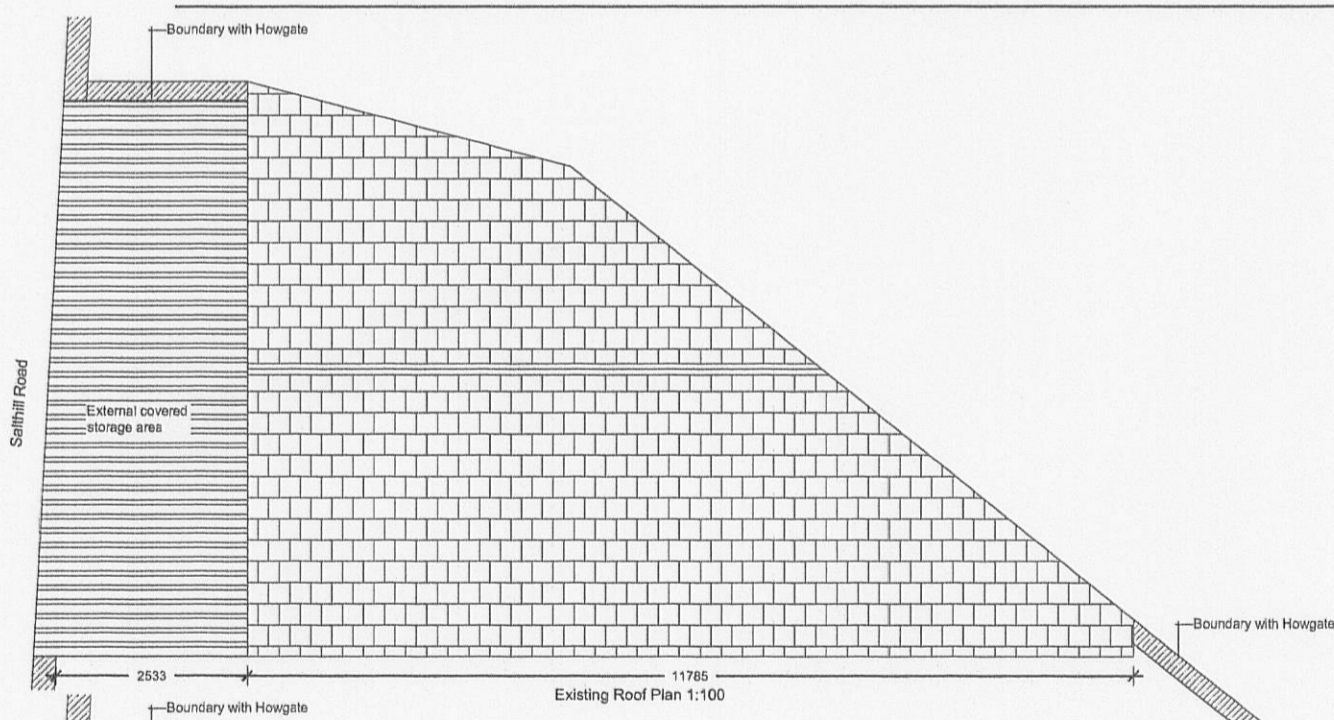 Boundary with Howgate
Salthill Road
External covered
storage area
Boundary with Howgate
2533
11785
Existing Roof Plan 1:100
Boundary with Howgate